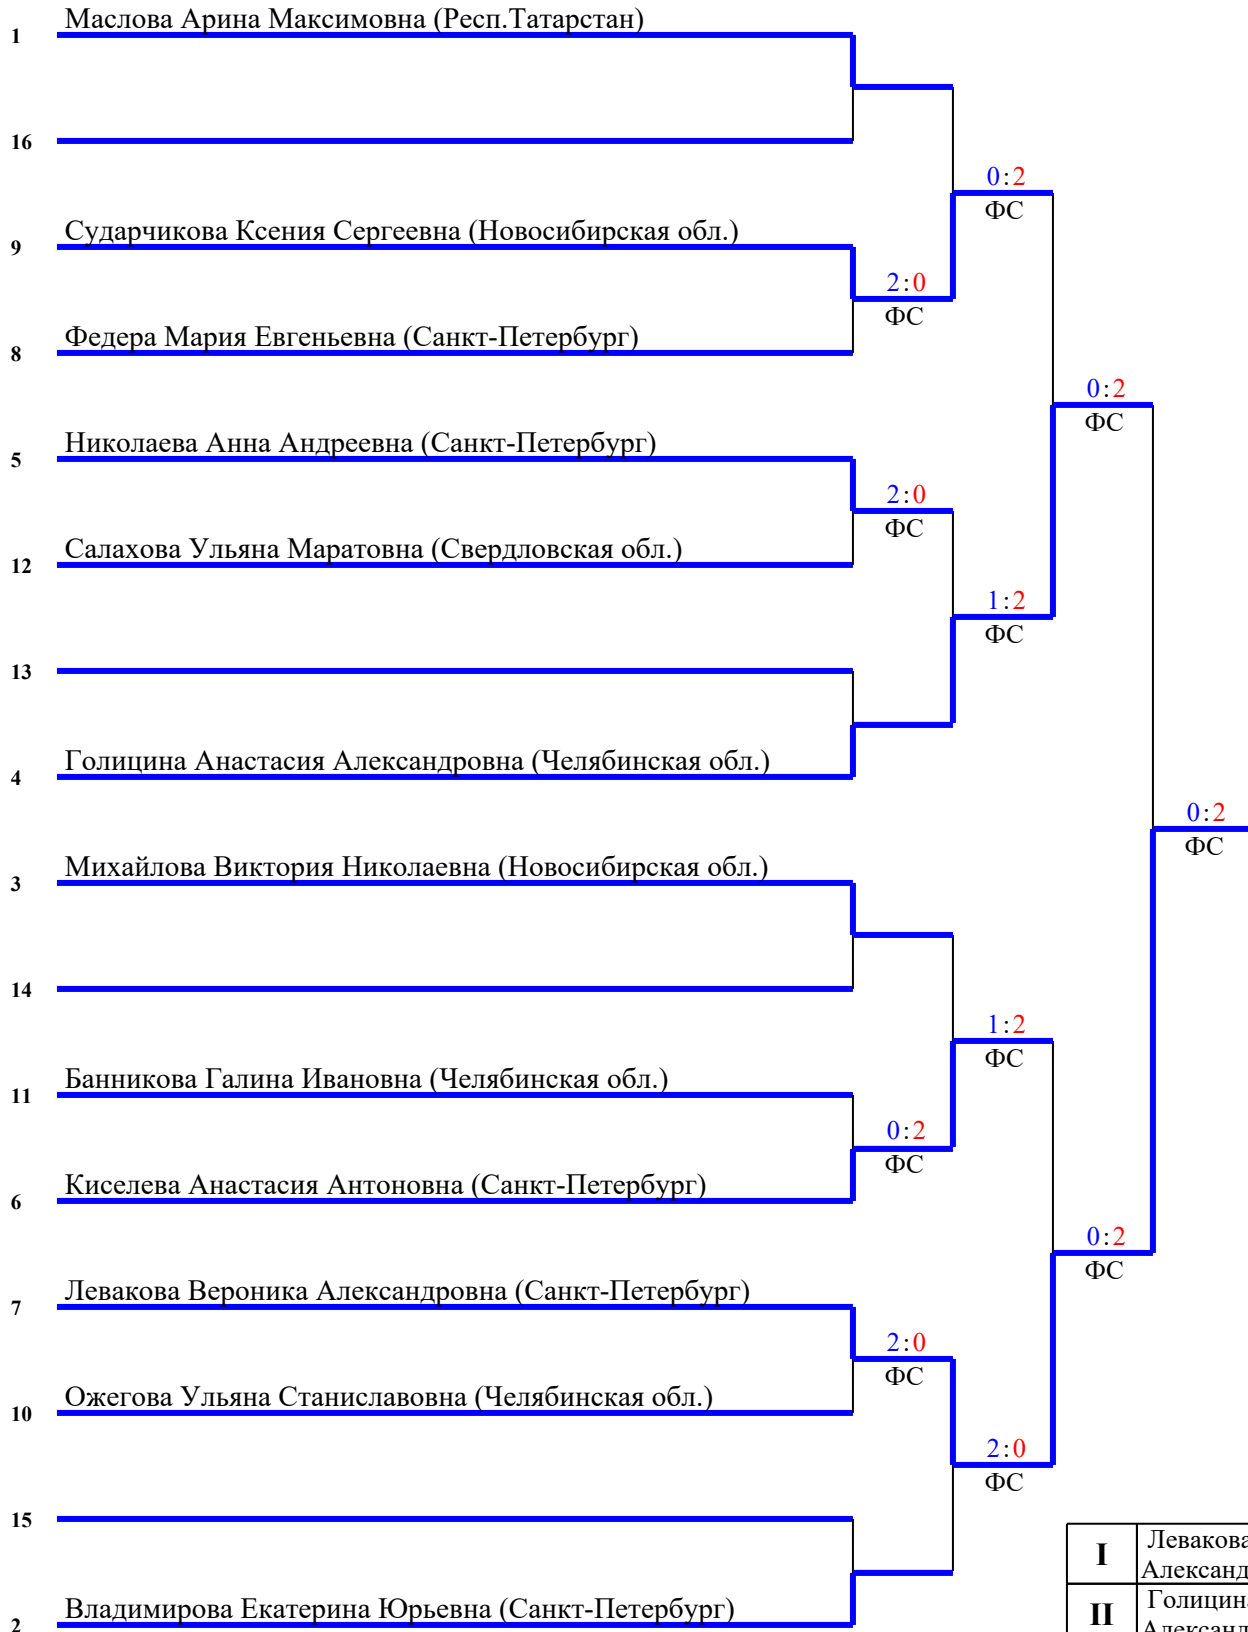 Маслова Арина Максимовна (Респ.Татарстан)
1
16
0:2
ФС
Сударчикова Ксения Сергеевна (Новосибирская обл.)
9
2:0
ФС
Федера Мария Евгеньевна (Санкт-Петербург)
8
0:2
ФС
Николаева Анна Андреевна (Санкт-Петербург)
5
2:0
ФС
Салахова Ульяна Маратовна (Свердловская обл.)
12
1:2
ФС
13
Голицина Анастасия Александровна (Челябинская обл.)
4
0:2
ФС
Михайлова Виктория Николаевна (Новосибирская обл.)
3
14
1:2
ФС
Банникова Галина Ивановна (Челябинская обл.)
11
0:2
ФС
Киселева Анастасия Антоновна (Санкт-Петербург)
6
0:2
ФС
Левакова Вероника Александровна (Санкт-Петербург)
7
2:0
ФС
Ожегова Ульяна Станиславовна (Челябинская обл.)
10
2:0
ФС
15
I
Левакова
Александ
Владимирова Екатерина Юрьевна (Санкт-Петербург)
2
II
Голицина